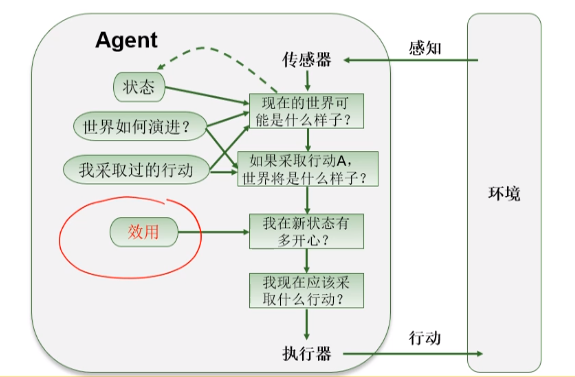 Agent
传感器
感知
状态
现在的世界可
能是什么样子？
世界如何演进？
如果采取行动A，
世界将是什么样子？
我采取过的行动
环境
效用
我在新状态有
多开心？
我现在应该采
取什么行动？
执行器
行动